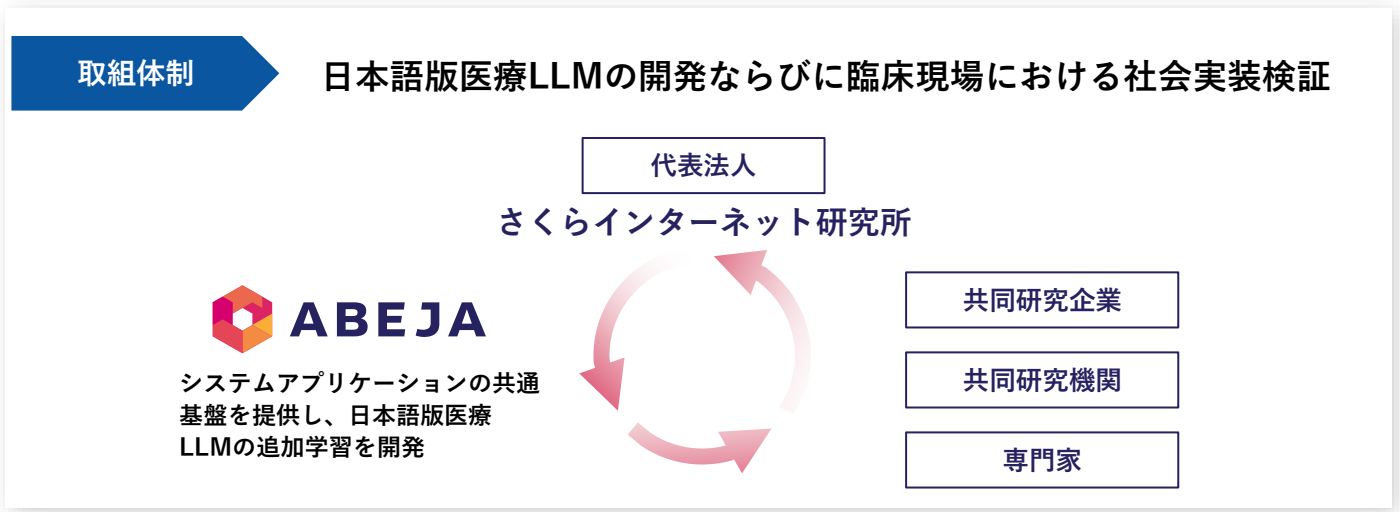 取組体制
日本語版医療LLMの開発ならびに臨床現場における社会実装検証
代表法人
さくらインターネット研究所
ABEJA
システムアプリケーションの共通
基盤を提供し、日本語版医療
LLMの追加学習を開発
共同研究企業
共同研究機関
専門家